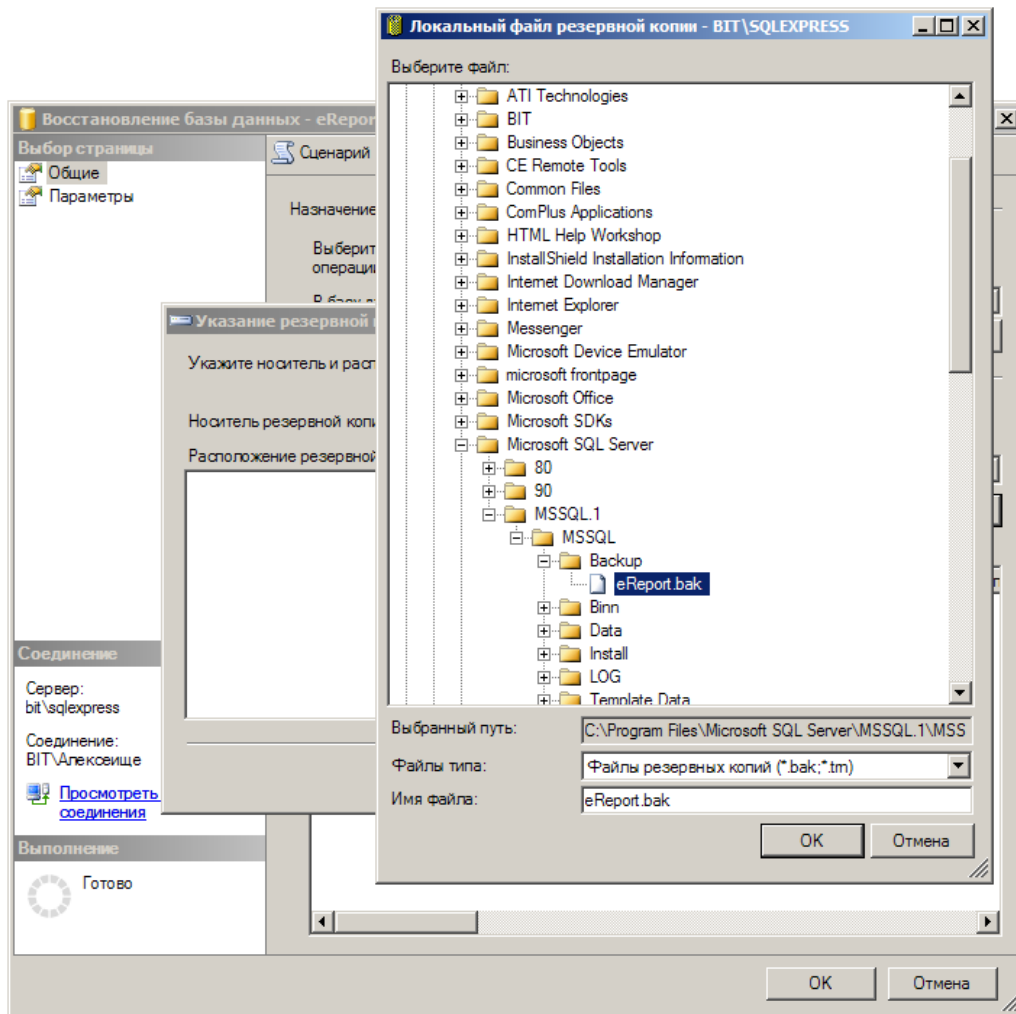 Локальный файл резервной копии - BIT\SQLEXPRESS
Выберите файл:
ATI Technologies
BIT
Business Objects
CE Remote Tools
Common Files
ComPlus Applications
HTML Help Workshop
InstallShield Installation Information
Internet Download Manager
Internet Explorer
Messenger
Microsoft Device Emulator
microsoft frontpage
Microsoft Office
Microsoft SDKs
Microsoft SQL Server
80
90
MSSQL.1
MSSQL
Backup
eReport.bak
Binn
Data
Install
LOG
Template Data
Выбранный путь: C:\Program Files\Microsoft SQL Server\MSSQL.1\MSS
Файлы типа: Файлы резервных копий (*.bak;*.trn)
Имя файла: eReport.bak
OK Отмена
Восстановление базы данных - eRepor
Выбор страницы
Общие
Параметры
Сценарий
Назначение
Выберит
операции
В базу
Указание резервной
Укажите носитель и расп
Носитель резервной копи
Расположение резервной
Соединение
Сервер:
bit\sqlexpress
Соединение:
BIT\Алексеище
Просмотреть
соединения
Выполнение
Готово
OK Отмена